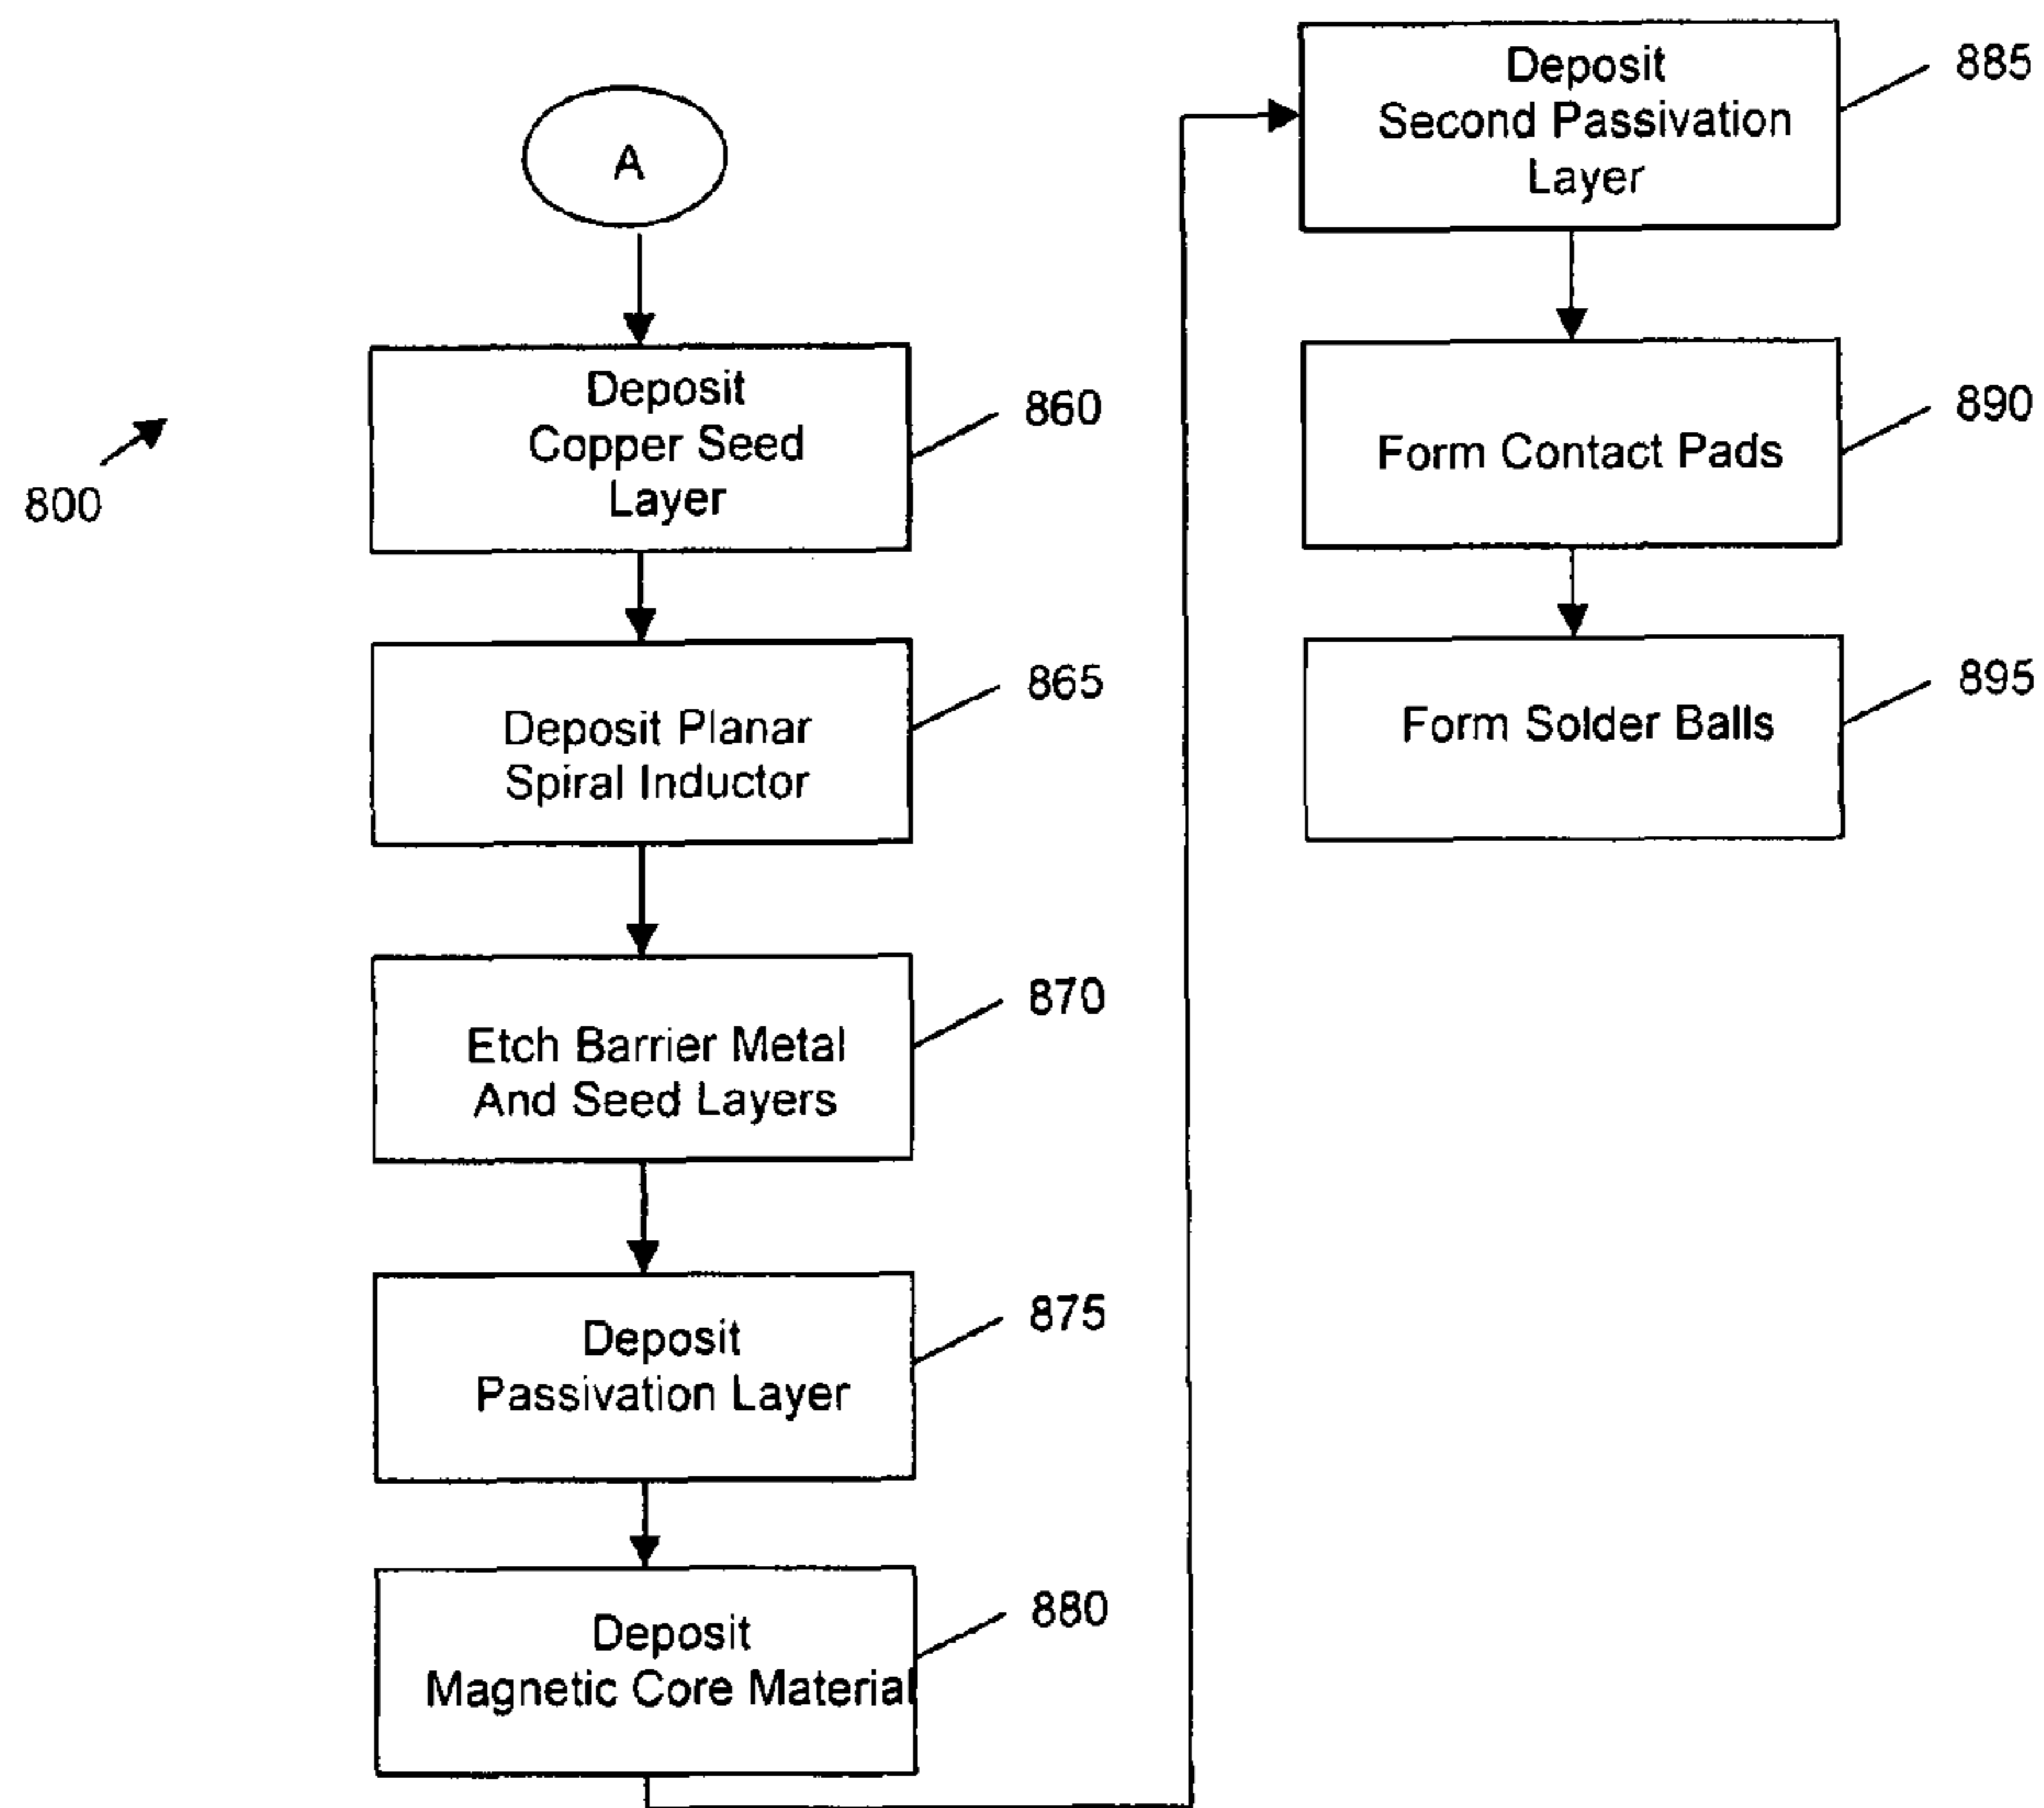 A
800
Deposit
Copper Seed
Layer
860
Deposit Planar
Spiral Inductor
865
Etch Barrier Metal
And Seed Layers
870
Deposit
Passivation Layer
875
Deposit
Magnetic Core Material
880
Deposit
Second Passivation
Layer
885
Form Contact Pads
890
Form Solder Balls
895